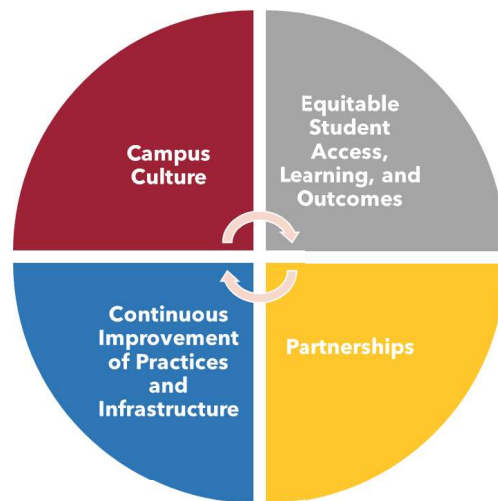 Campus
Culture
Equitable
Student
Access,
Learning, and
Outcomes
Continuous
Improvement
of Practices
and
Infrastructure
Partnerships